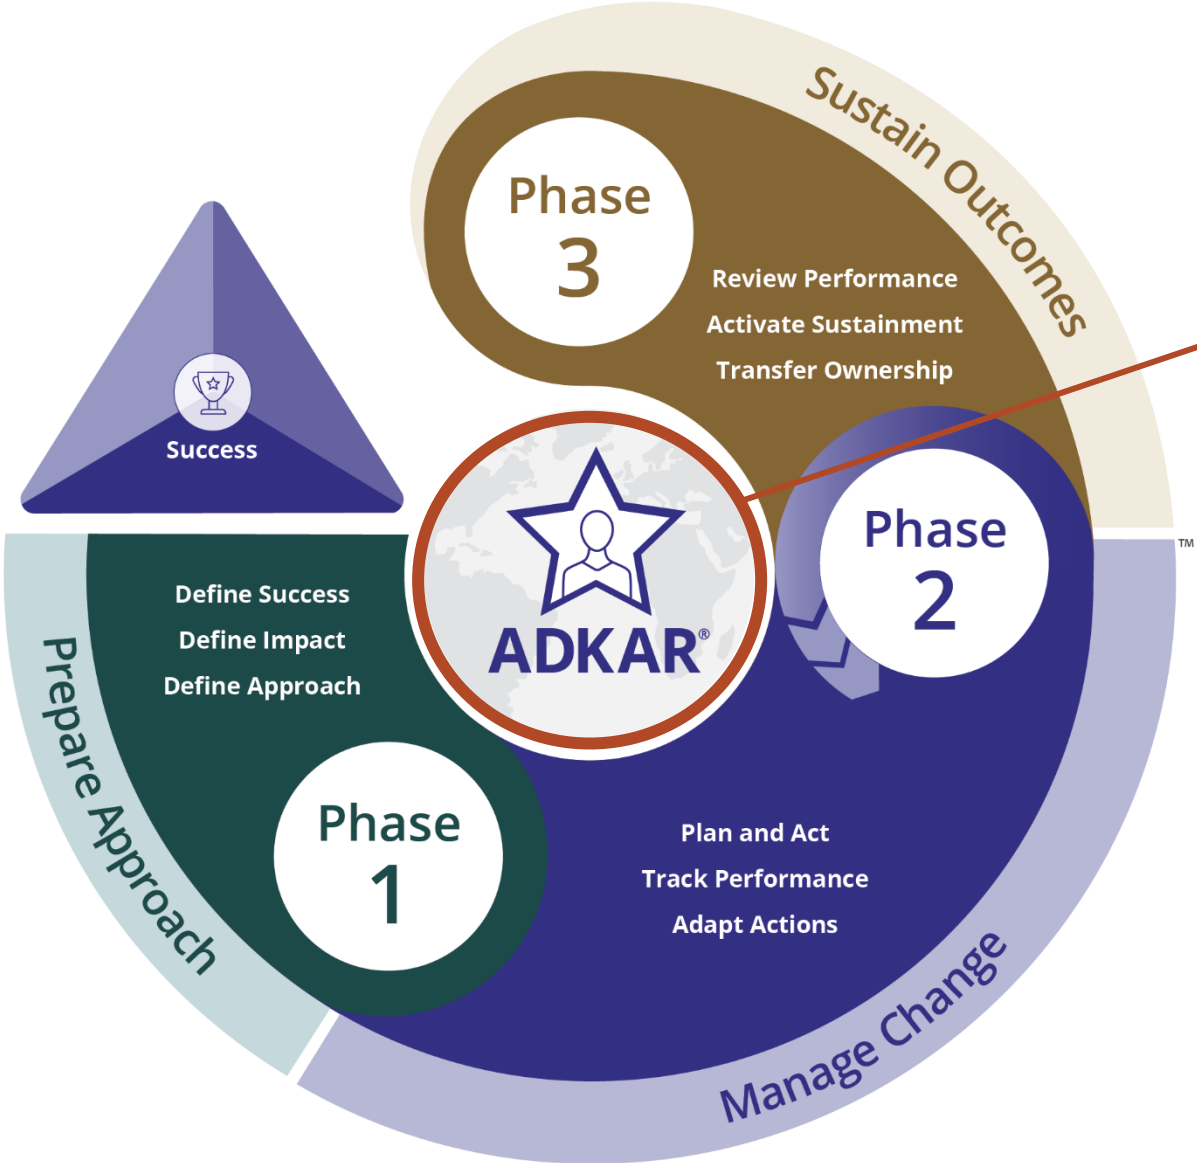 Sustain Outcomes
Phase
3
Review Performance
Activate Sustainment
Transfer Ownership
Success
ADKAR®
Phase
2
™
Define Success
Define Impact
Define Approach
Prepare Approach
Phase
1
Plan and Act
Track Performance
Adapt Actions
Manage Change